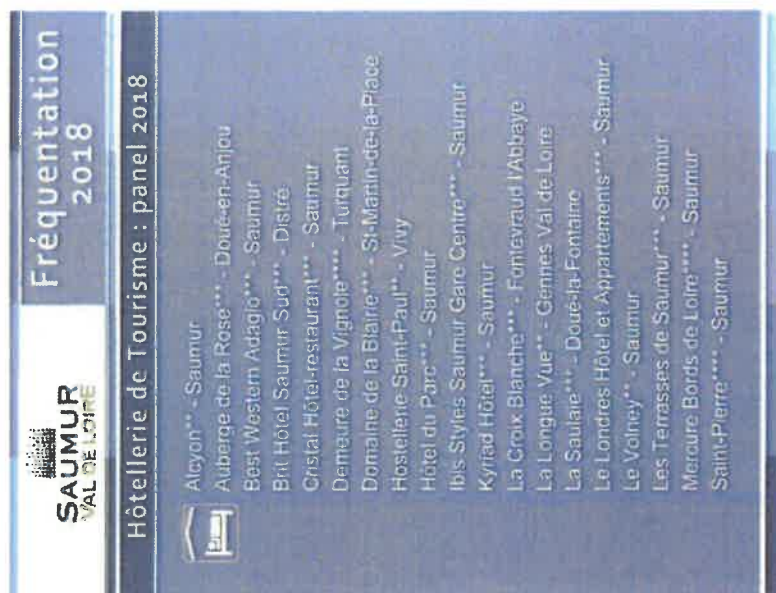 SAUMUR
VAL DE LOIRE
Fréquentation
2018
Hôtellerie de Tourisme : panel 2018
Alcyon** - Saumur
Auberge de la Rose*** - Doué-en-Anjou
Best Western Adagio*** - Saumur
Brit Hôtel Saumur Sud*** - Distré
Cristal Hôtel-restaurant*** - Saumur
Demeure de la Vignole**** - Turquant
Domaine de la Blairie*** - St-Martin-de-la-Place
Hostellerie Saint-Paul** - Vivy
Hôtel du Parc*** - Saumur
Ibis Styles Saumur Gare Centre*** - Saumur
Kyriad Hôtel*** - Saumur
La Croix Blanche*** - Fontevraud l'Abbaye
La Longue Vue** - Gennes Val de Loire
La Saulaie*** - Doué-la-Fontaine
Le Londres Hôtel et Appartements*** - Saumur
Le Volney** - Saumur
Les Terrasses de Saumur*** - Saumur
Mercure Bords de Loire**** - Saumur
Saint-Pierre**** - Saumur